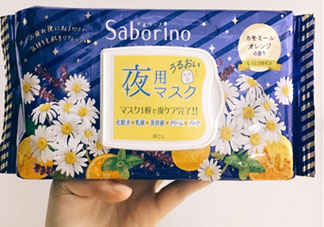 Saborino
カモミール
オレンジ
の香り
うるおい
夜用マスク
マスク1枚で夜ケア完了!!
化粧水+乳液+美容液+クリーム+パック
BCL